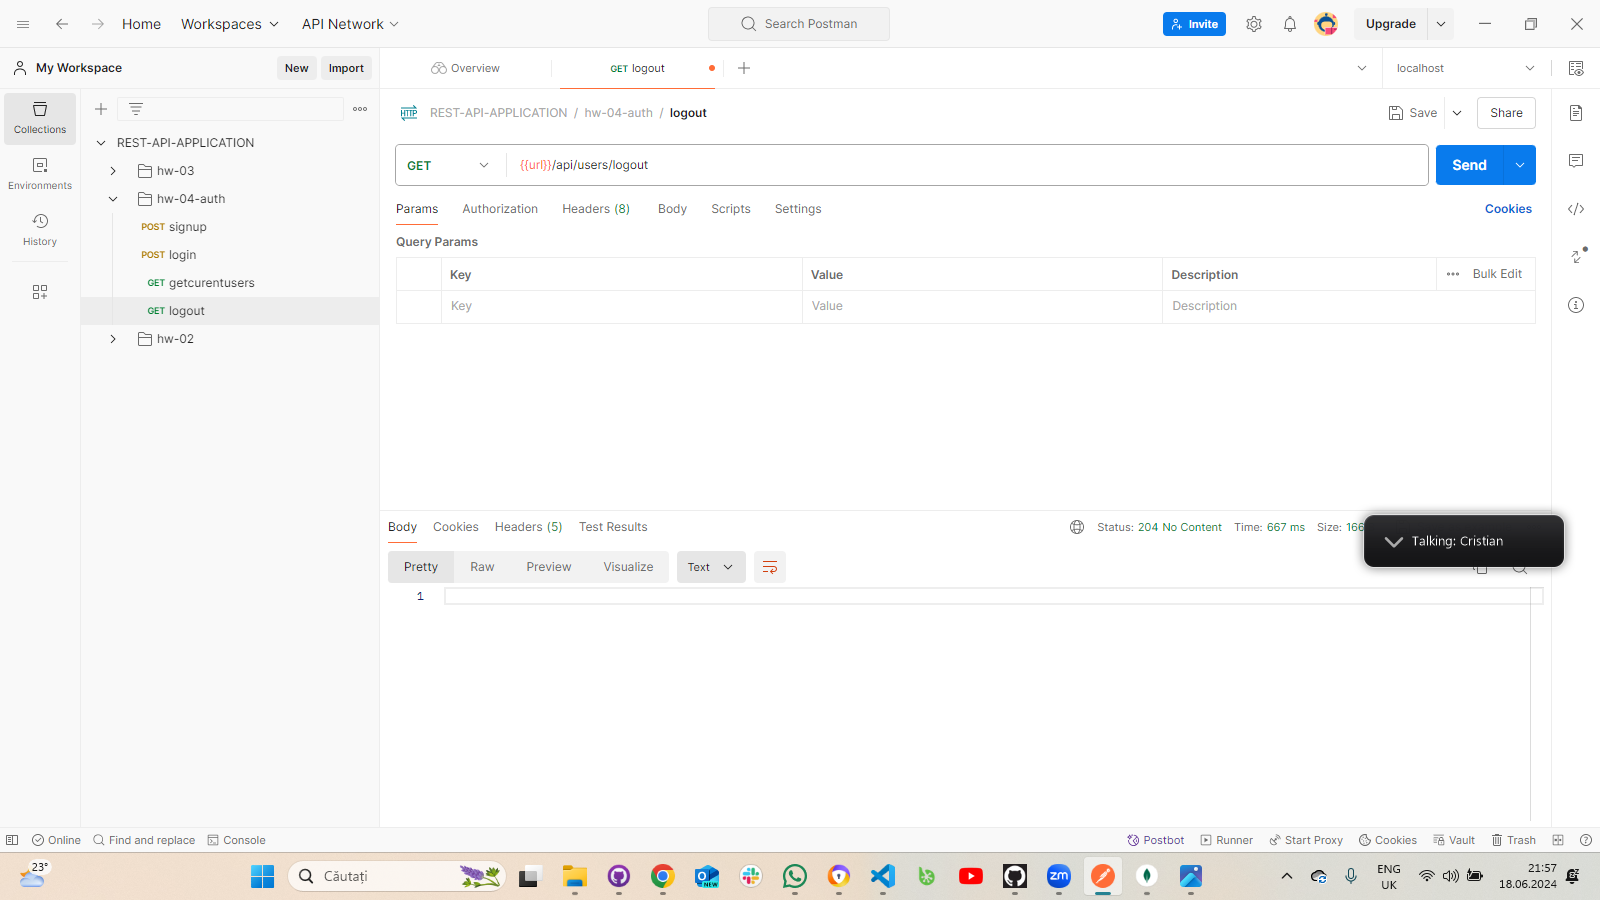 Home
Workspaces
API Network
Search Postman
Invite
Upgrade
My Workspace
New
Import
Overview
GET logout
localhost
Collections
Environments
History
REST-API-APPLICATION
hw-03
hw-04-auth
POST signup
POST login
GET getcurentusers
GET logout
hw-02
HTTP
REST-API-APPLICATION / hw-04-auth / logout
Save
Share
GET
{{url}}/api/users/logout
Send
Params
Authorization
Headers (8)
Body
Scripts
Settings
Cookies
Query Params
Key
Value
Description
Bulk Edit
Key
Value
Description
Body
Cookies
Headers (5)
Test Results
Status: 204 No Content
Time: 667 ms
Size: 166
Talking: Cristian
Pretty
Raw
Preview
Visualize
Text
1
Online
Find and replace
Console
Postbot
Runner
Start Proxy
Cookies
Vault
Trash
23°
Căutați
NEW
zm
ENG
UK
21:57
18.06.2024